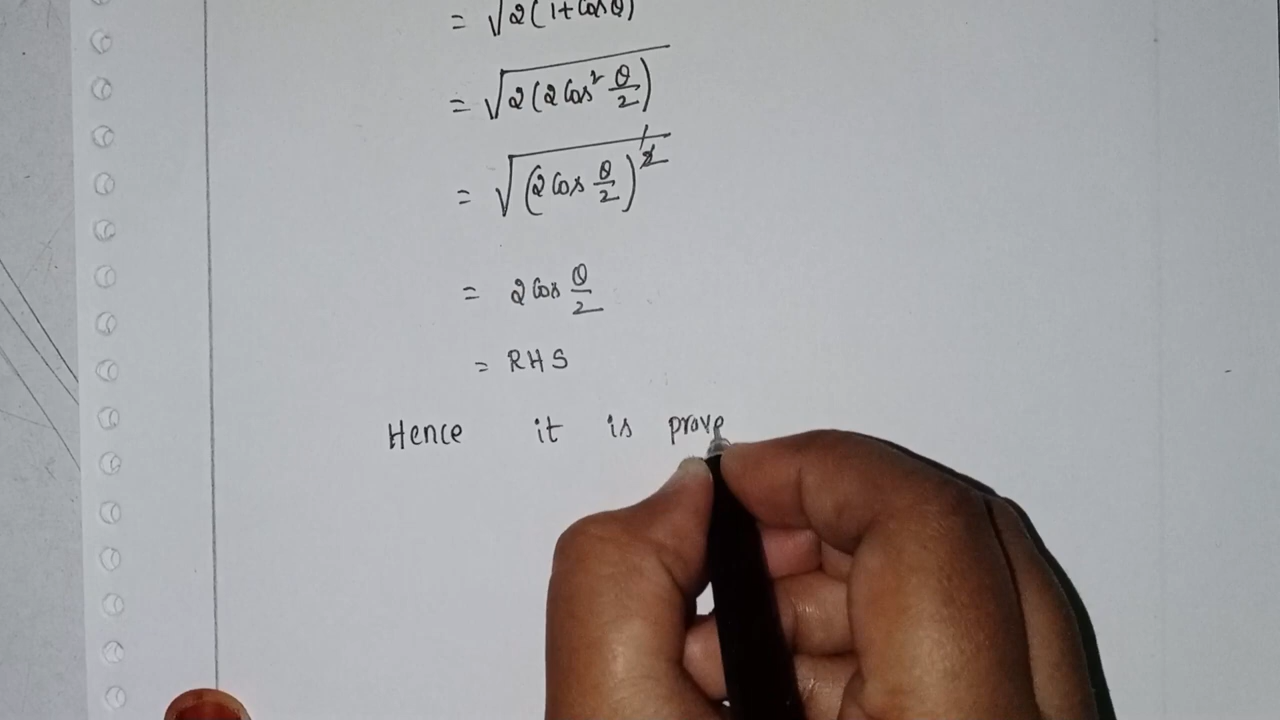 = √2(1+Cosθ)
= √2(2Cos² θ/2)
= √(2Cos θ/2)²
= 2Cos θ/2
= RHS
Hence it is prove